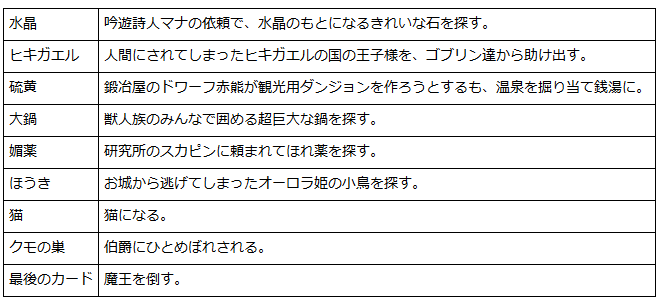 水晶 吟遊詩人マナの依頼で、水晶のもとになるきれいな石を探す。
ヒキガエル 人間にされてしまったヒキガエルの国の王子様を、ゴブリン達から助け出す。
硫黄 鍛冶屋のドワーフ赤熊が観光用ダンジョンを作ろうとするも、温泉を掘り当て銭湯に。
大鍋 獣人族のみんなで囲める超巨大な鍋を探す。
媚薬 研究所のスカピンに頼まれてほれ薬を探す。
ほうき お城から逃げてしまったオーロラ姫の小鳥を探す。
猫 猫になる。
クモの巣 伯爵にひとめぼれされる。
最後のカード 魔王を倒す。